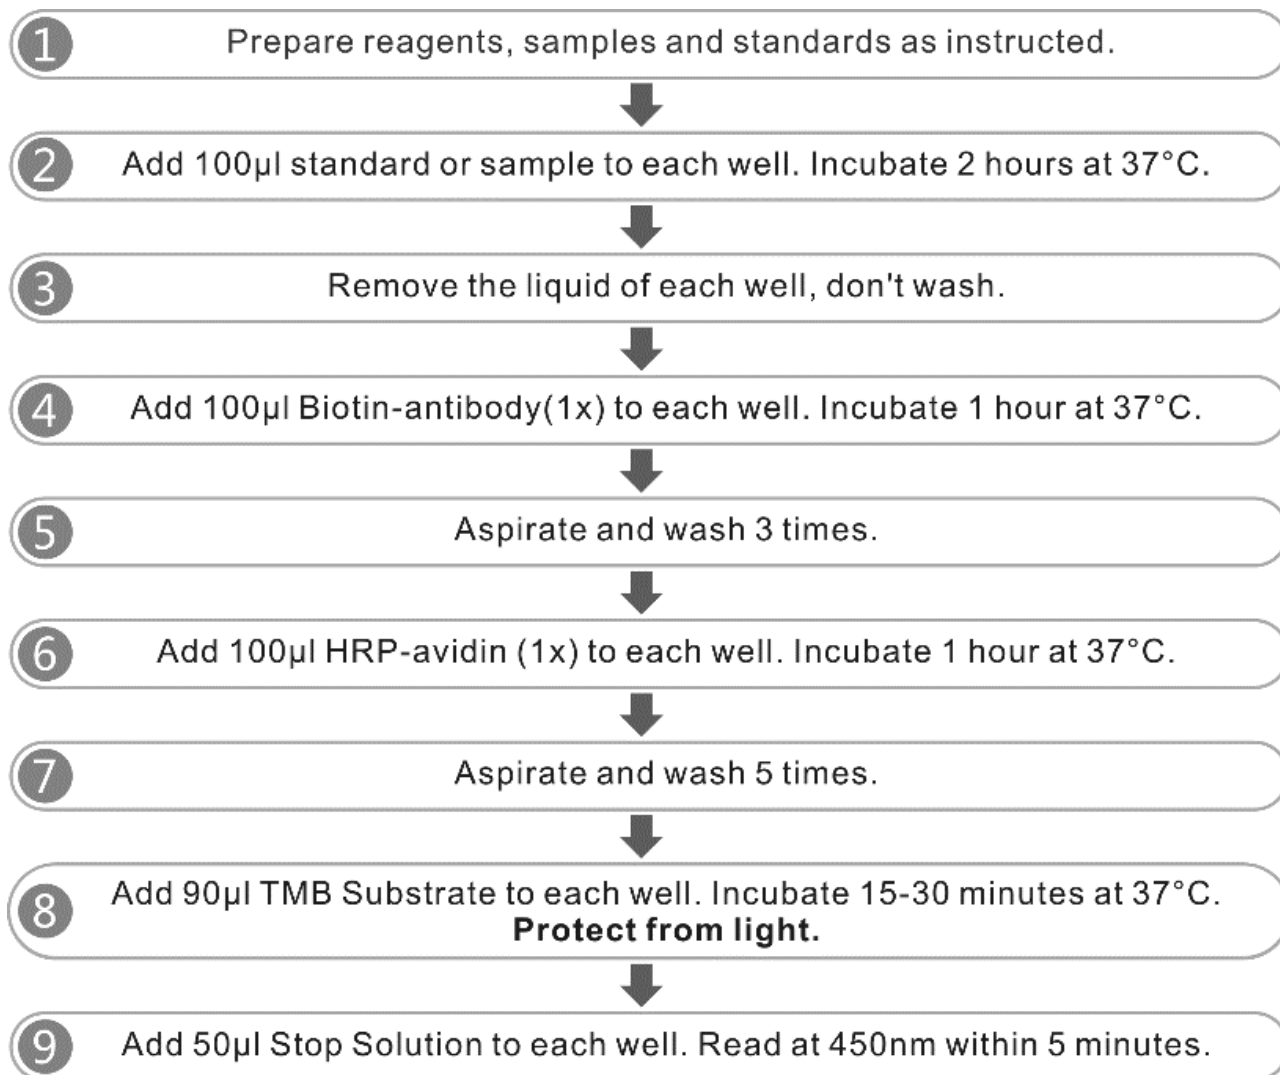 1
Prepare reagents, samples and standards as instructed.
2
Add 100µl standard or sample to each well. Incubate 2 hours at 37°C.
3
Remove the liquid of each well, don't wash.
4
Add 100µl Biotin-antibody(1x) to each well. Incubate 1 hour at 37°C.
5
Aspirate and wash 3 times.
6
Add 100µl HRP-avidin (1x) to each well. Incubate 1 hour at 37°C.
7
Aspirate and wash 5 times.
8
Add 90µl TMB Substrate to each well. Incubate 15-30 minutes at 37°C.
Protect from light.
9
Add 50µl Stop Solution to each well. Read at 450nm within 5 minutes.